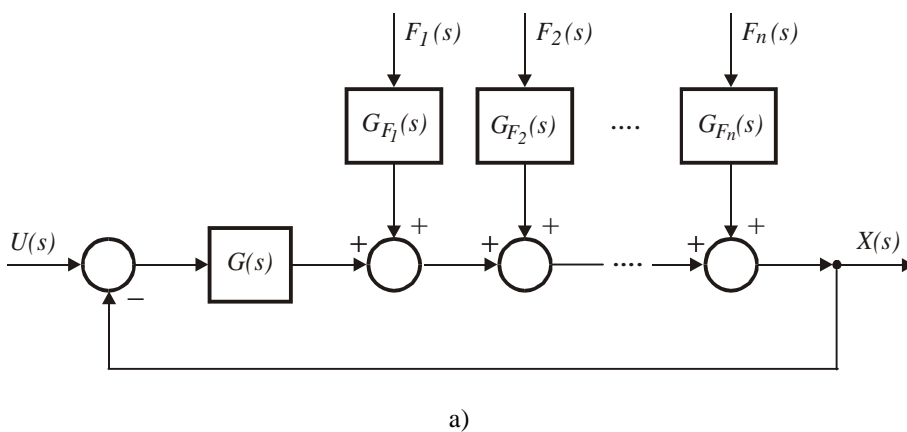 F1(s) F2(s) Fn(s)
GF1(s) GF2(s) .... GFn(s)
+ + +
U(s) + G(s) + + .... + X(s)
−
a)